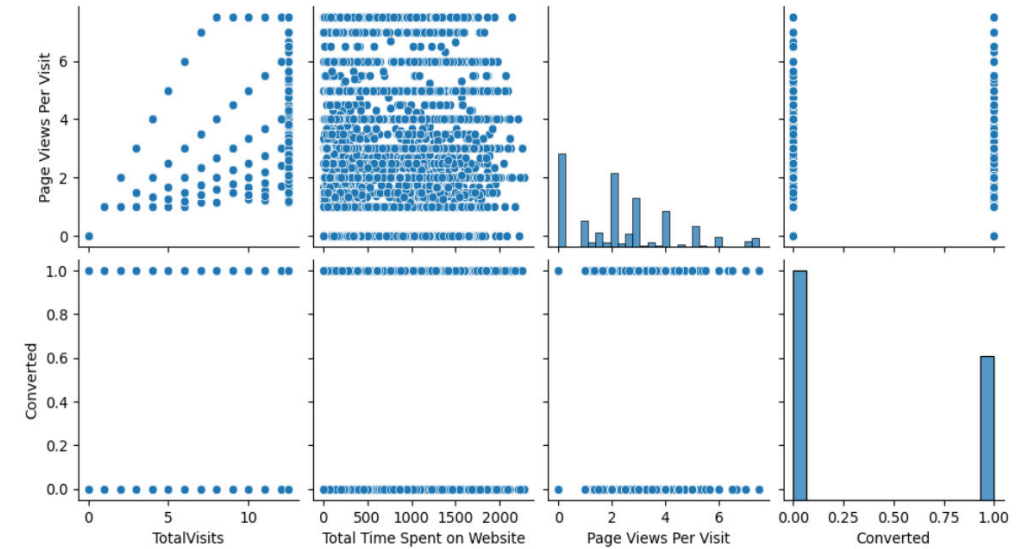 Page Views Per Visit
6
4
2
0
Converted
1.0
0.8
0.6
0.4
0.2
0.0
0 5 10
TotalVisits
0 500 1000 1500 2000
Total Time Spent on Website
0 2 4 6
Page Views Per Visit
0.00 0.25 0.50 0.75 1.00
Converted